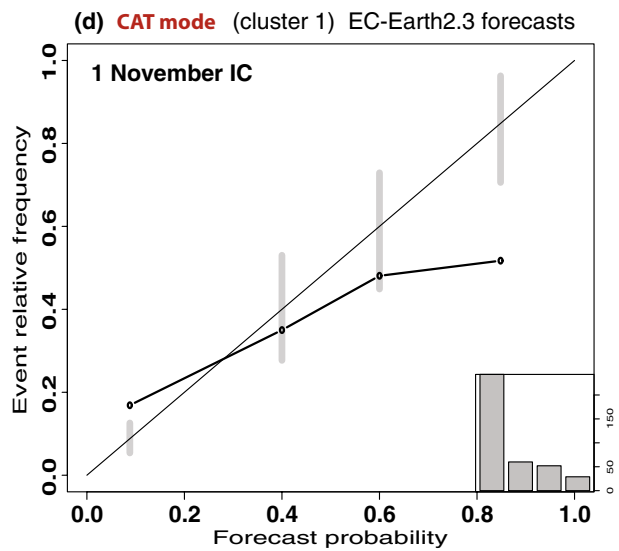 (d) CAT mode (cluster 1) EC-Earth2.3 forecasts
1 November IC
Event relative frequency
1.0
0.8
0.6
0.4
0.2
0.0
150
50
0
0.0 0.2 0.4 0.6 0.8 1.0
Forecast probability